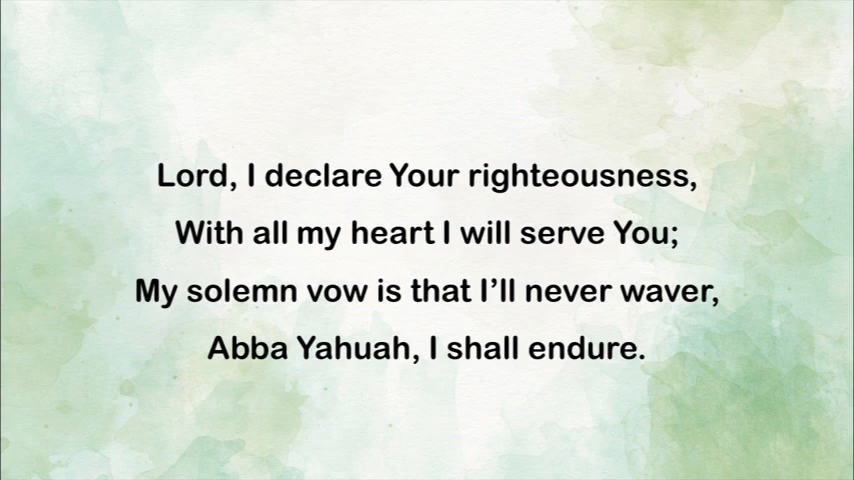 Lord, I declare Your righteousness,
With all my heart I will serve You;
My solemn vow is that I’ll never waver,
Abba Yahuah, I shall endure.